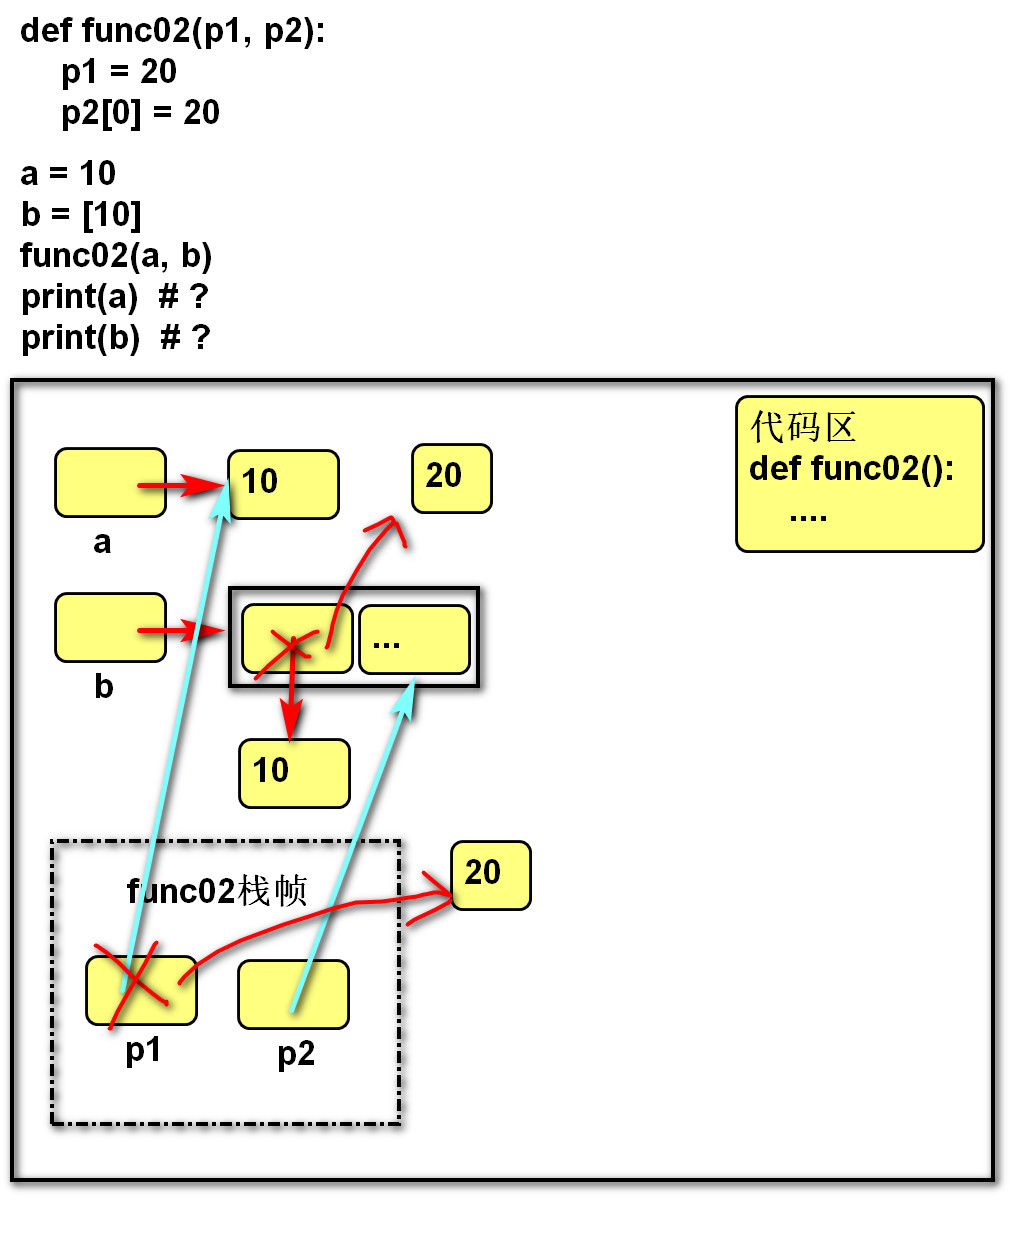 def func02(p1, p2):
    p1 = 20
    p2[0] = 20
a = 10
b = [10]
func02(a, b)
print(a)  # ?
print(b)  # ?
代码区
def func02():
    ....
10
20
a
...
b
10
func02栈帧
20
p1
p2